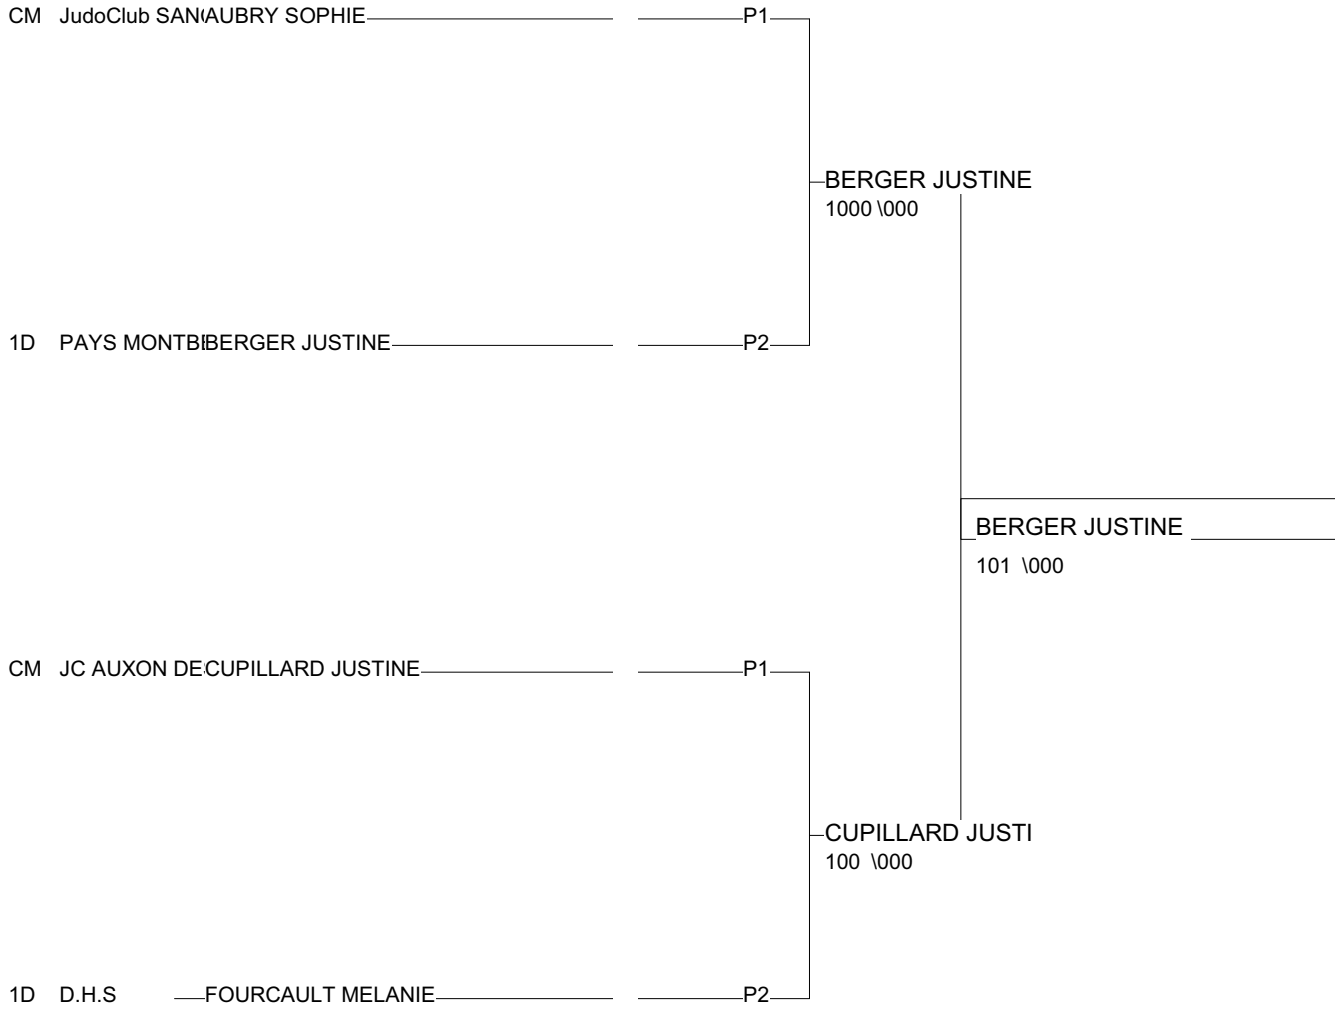 CM JudoClub SAN AUBRY SOPHIE P1
BERGER JUSTINE
1000 \000
1D PAYS MONTB BERGER JUSTINE P2
BERGER JUSTINE
101 \000
CM JC AUXON DE CUPILLARD JUSTINE P1
CUPILLARD JUSTI
100 \000
1D D.H.S FOURCAULT MELANIE P2